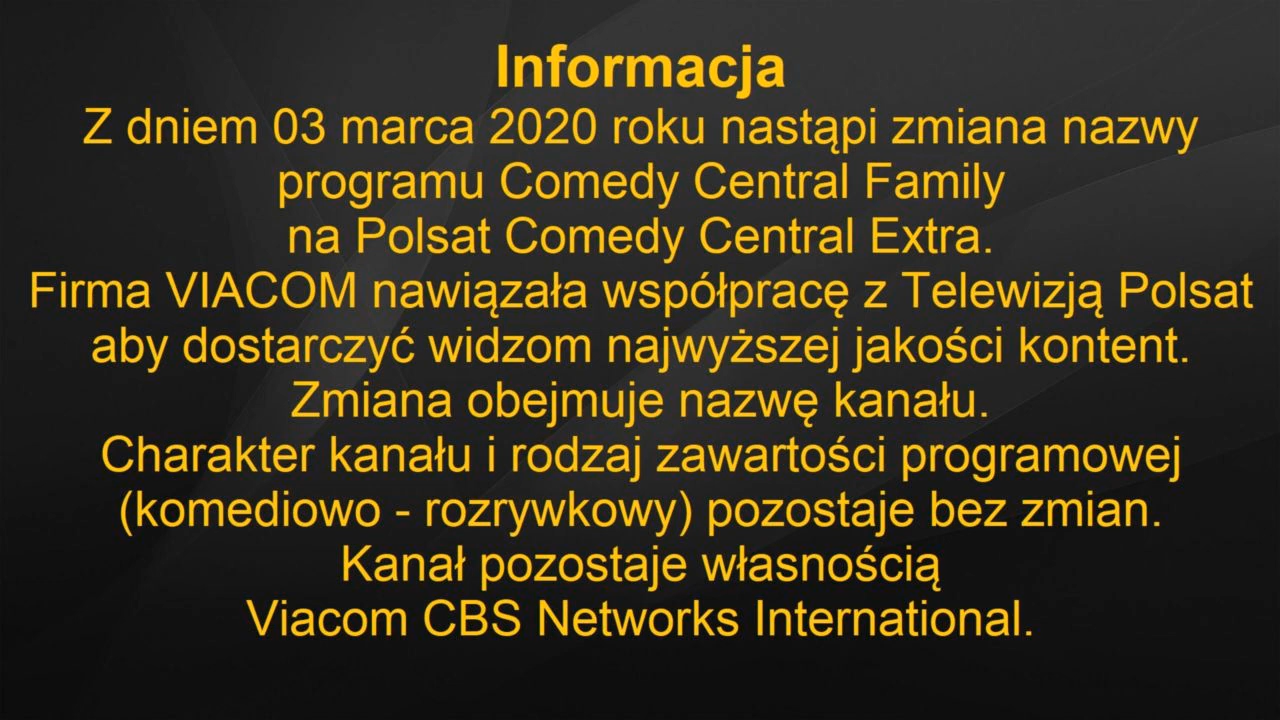 Informacja
Z dniem 03 marca 2020 roku nastąpi zmiana nazwy
programu Comedy Central Family
na Polsat Comedy Central Extra.
Firma VIACOM nawiązała współpracę z Telewizją Polsat
aby dostarczyć widzom najwyższej jakości kontent.
Zmiana obejmuje nazwę kanału.
Charakter kanału i rodzaj zawartości programowej
(komediowo - rozrywkowy) pozostaje bez zmian.
Kanał pozostaje własnością
Viacom CBS Networks International.